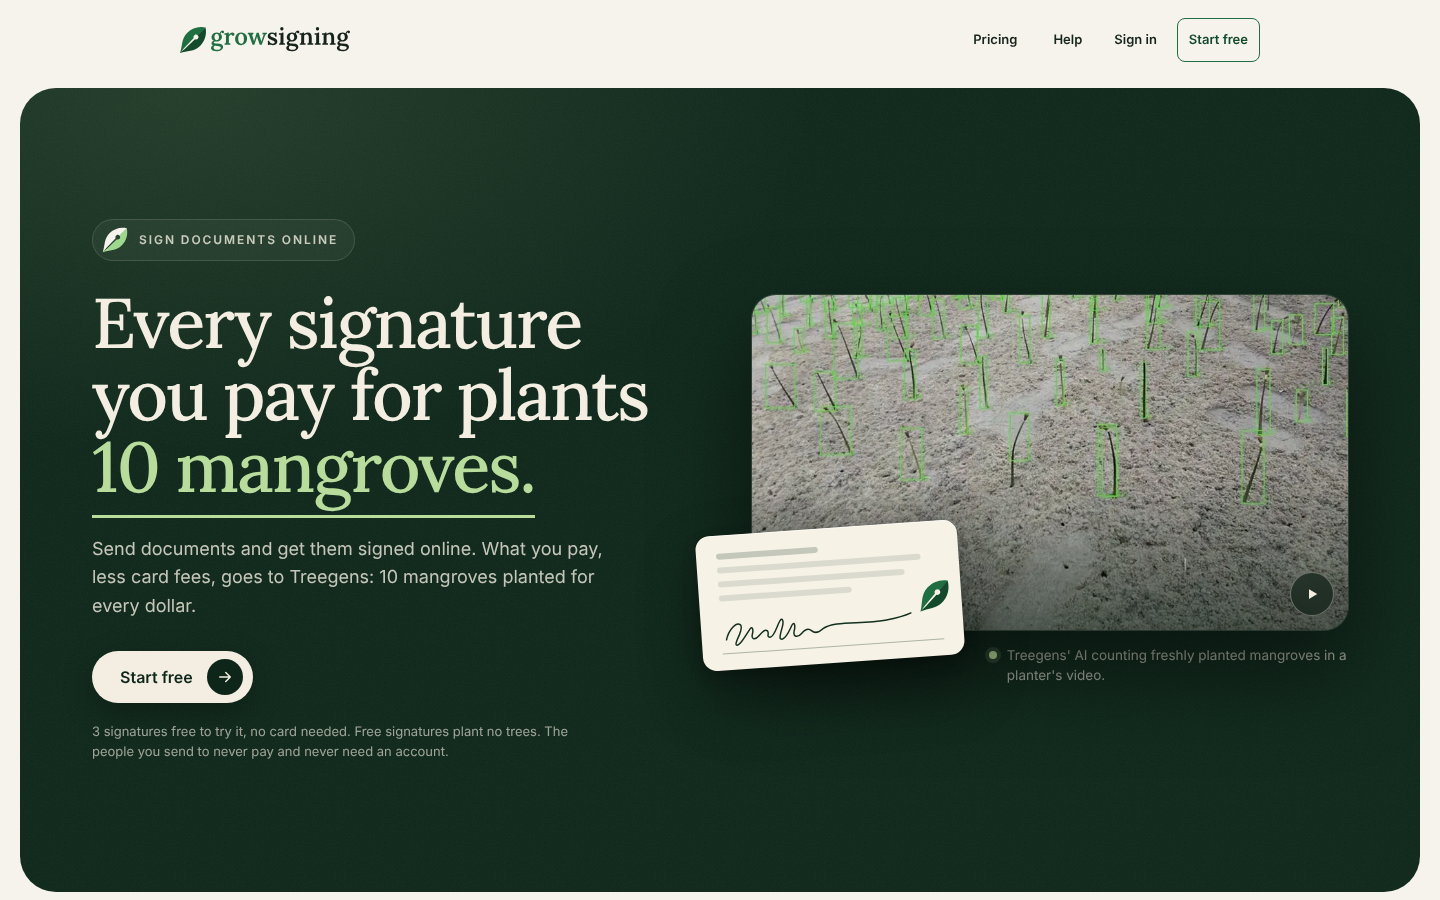 growsigning
Pricing
Help
Sign in
Start free
SIGN DOCUMENTS ONLINE
Every signature
you pay for plants
10 mangroves.
Send documents and get them signed online. What you pay,
less card fees, goes to Treegens: 10 mangroves planted for
every dollar.
Start free
3 signatures free to try it, no card needed. Free signatures plant no trees. The
people you send to never pay and never need an account.
Treegens' AI counting freshly planted mangroves in a
planter's video.